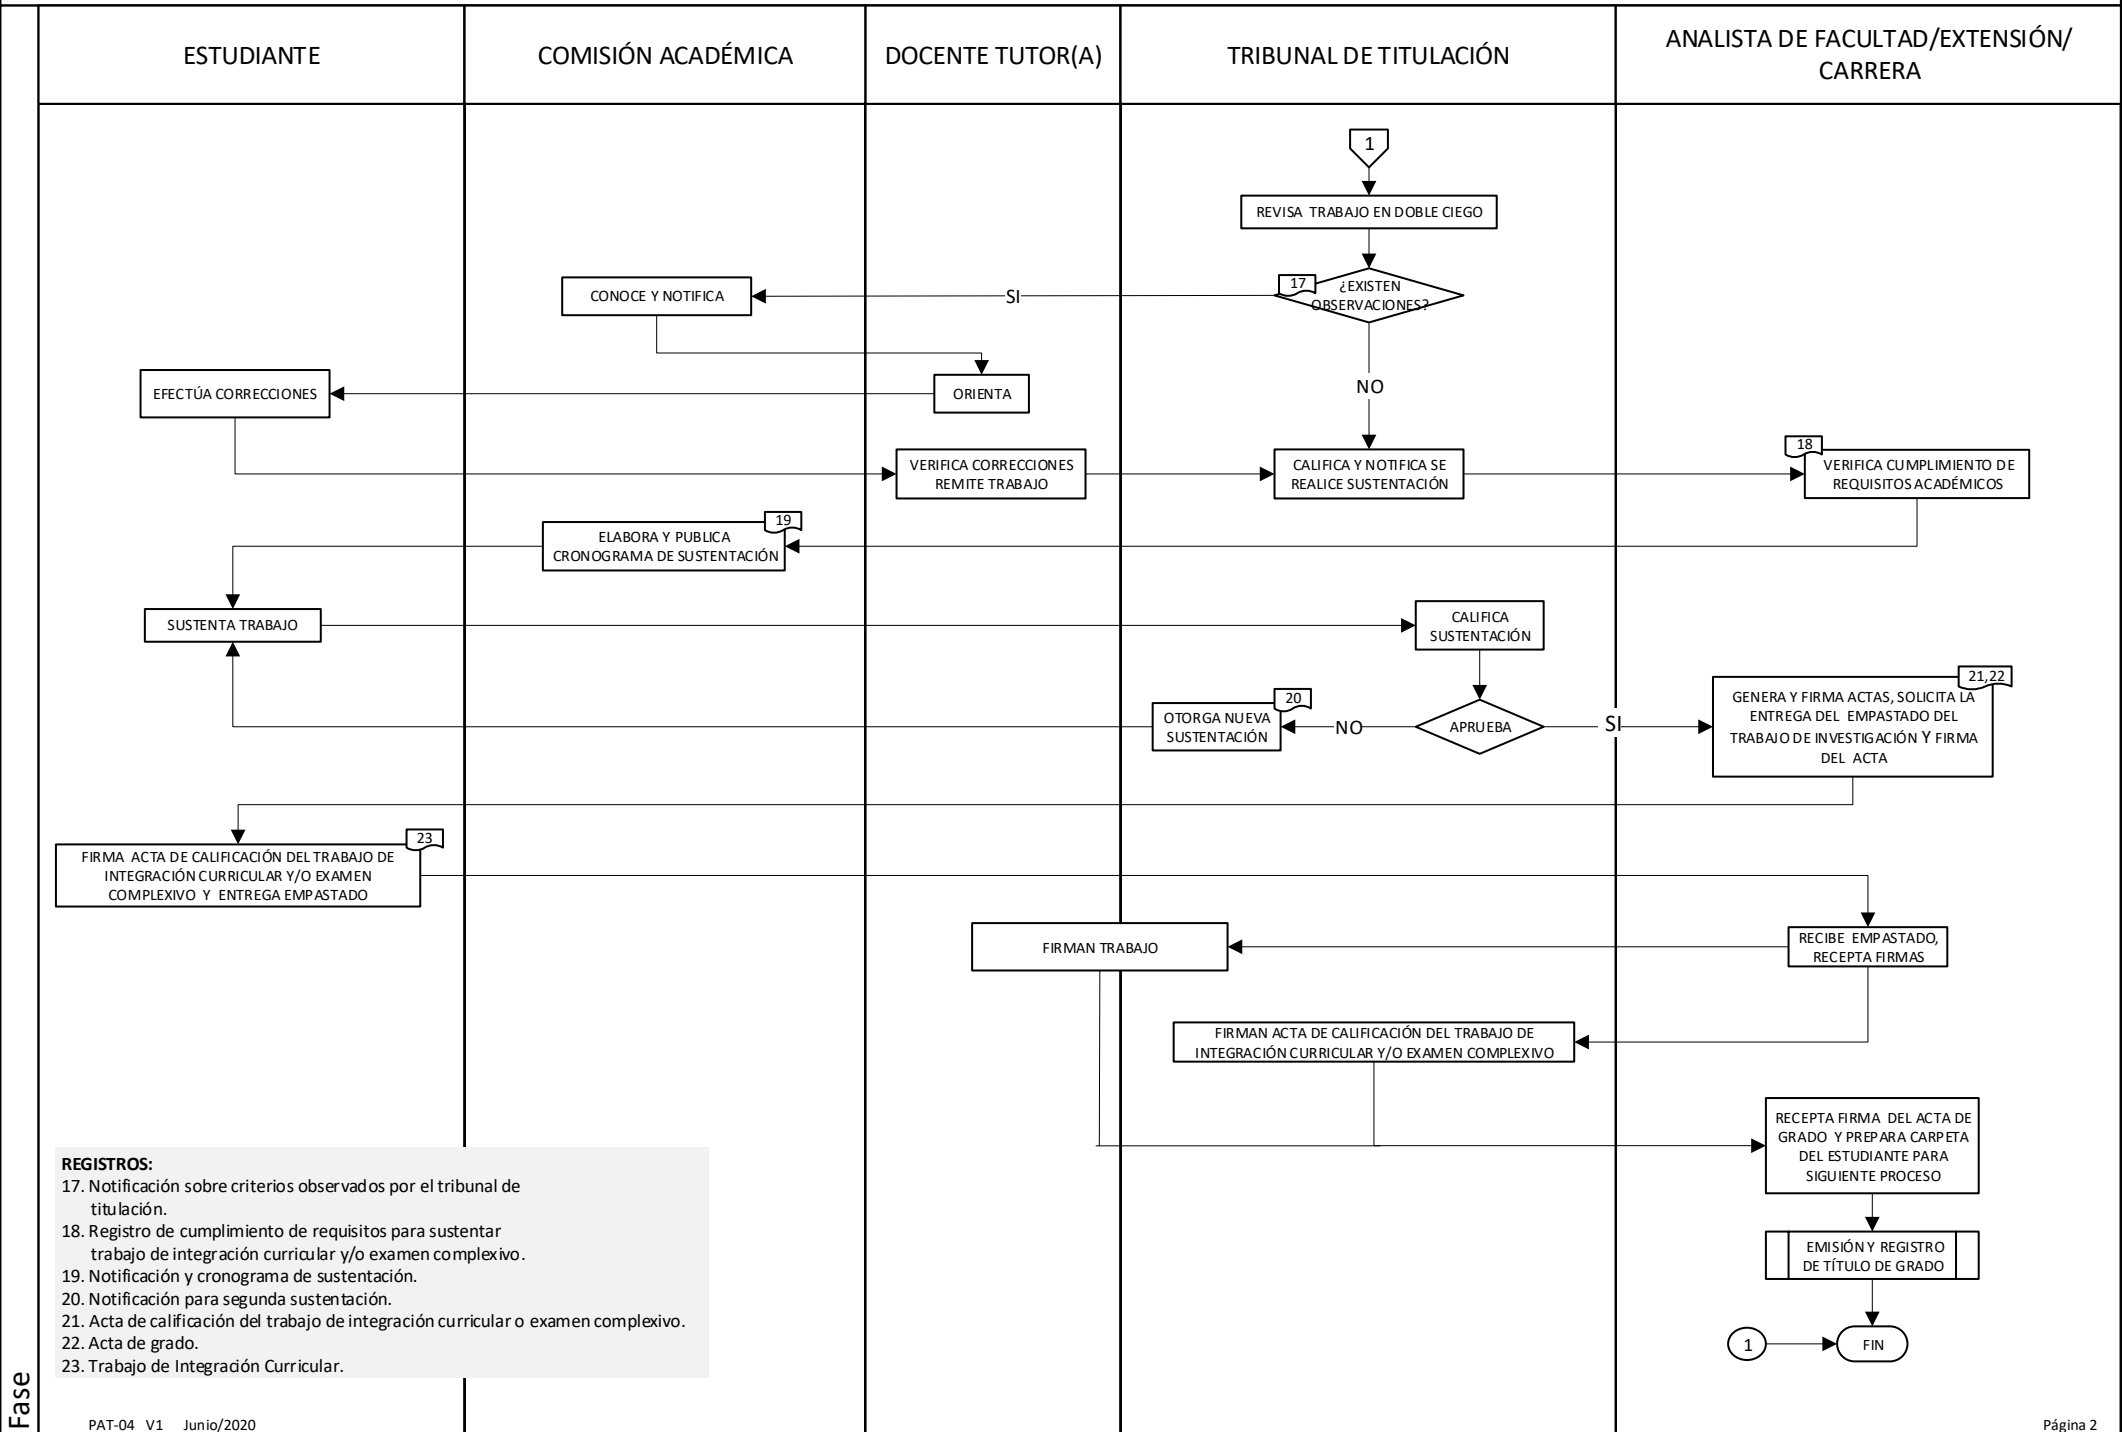 ESTUDIANTE
COMISIÓN ACADÉMICA
DOCENTE TUTOR(A)
TRIBUNAL DE TITULACIÓN
ANALISTA DE FACULTAD/EXTENSIÓN/
CARRERA
1
REVISA TRABAJO EN DOBLE CIEGO
17
¿EXISTEN
OBSERVACIONES?
SI
CONOCE Y NOTIFICA
NO
EFECTÚA CORRECCIONES
ORIENTA
VERIFICA CORRECCIONES
REMITE TRABAJO
CALIFICA Y NOTIFICA SE
REALICE SUSTENTACIÓN
18
VERIFICA CUMPLIMIENTO DE
REQUISITOS ACADÉMICOS
19
ELABORA Y PUBLICA
CRONOGRAMA DE SUSTENTACIÓN
SUSTENTA TRABAJO
CALIFICA
SUSTENTACIÓN
20
OTORGA NUEVA
SUSTENTACIÓN
NO
APRUEBA
SI
21,22
GENERA Y FIRMA ACTAS, SOLICITA LA
ENTREGA DEL EMPASTADO DEL
TRABAJO DE INVESTIGACIÓN Y FIRMA
DEL ACTA
23
FIRMA ACTA DE CALIFICACIÓN DEL TRABAJO DE
INTEGRACIÓN CURRICULAR Y/O EXAMEN
COMPLEXIVO Y ENTREGA EMPASTADO
FIRMAN TRABAJO
RECIBE EMPASTADO,
RECEPTA FIRMAS
FIRMAN ACTA DE CALIFICACIÓN DEL TRABAJO DE
INTEGRACIÓN CURRICULAR Y/O EXAMEN COMPLEXIVO
RECEPTA FIRMA DEL ACTA DE
GRADO Y PREPARA CARPETA
DEL ESTUDIANTE PARA
SIGUIENTE PROCESO
EMISIÓN Y REGISTRO
DE TÍTULO DE GRADO
1
FIN
REGISTROS:
17. Notificación sobre criterios observados por el tribunal de
titulación.
18. Registro de cumplimiento de requisitos para sustentar
trabajo de integración curricular y/o examen complexivo.
19. Notificación y cronograma de sustentación.
20. Notificación para segunda sustentación.
21. Acta de calificación del trabajo de integración curricular o examen complexivo.
22. Acta de grado.
23. Trabajo de Integración Curricular.
Fase
PAT-04 V1 Junio/2020
Página 2